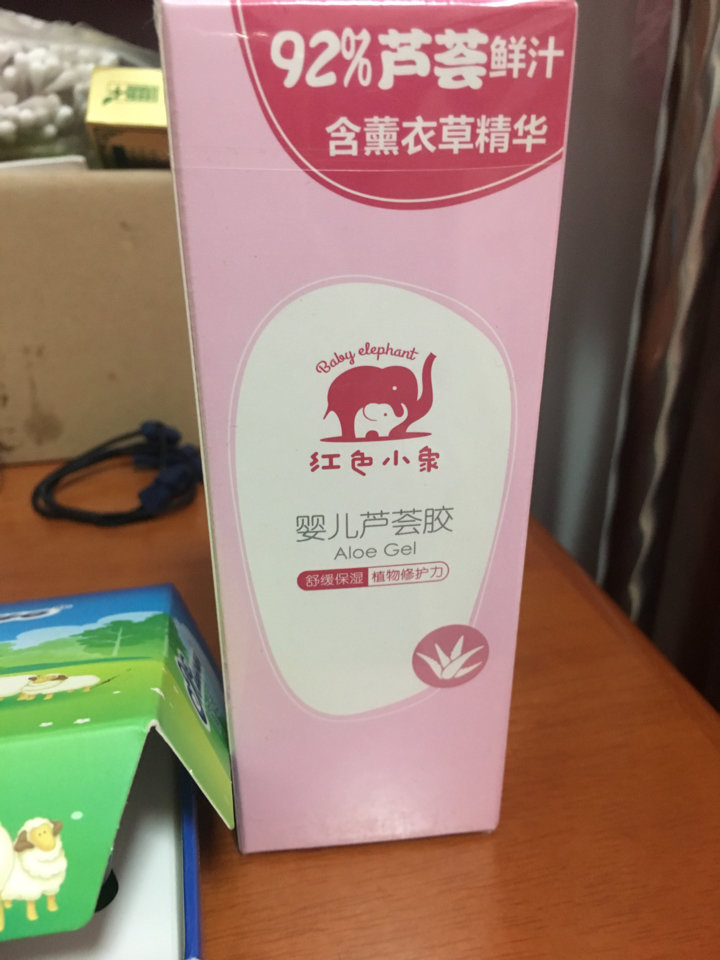 92%芦荟鲜汁
含薰衣草精华
Baby elephant
红色小象
婴儿芦荟胶
Aloe Gel
舒缓保湿 植物修护力